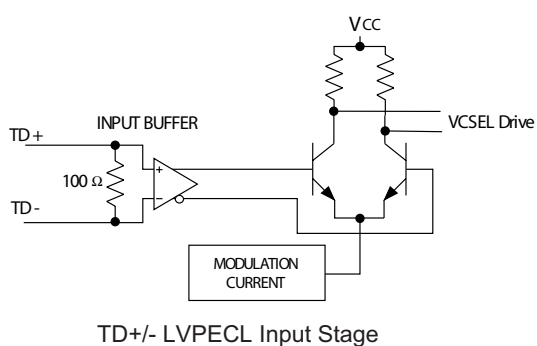 VCC
INPUT BUFFER
VCSEL Drive
TD+
+
100 Ω
−
TD-
MODULATION
CURRENT
TD+/- LVPECL Input Stage